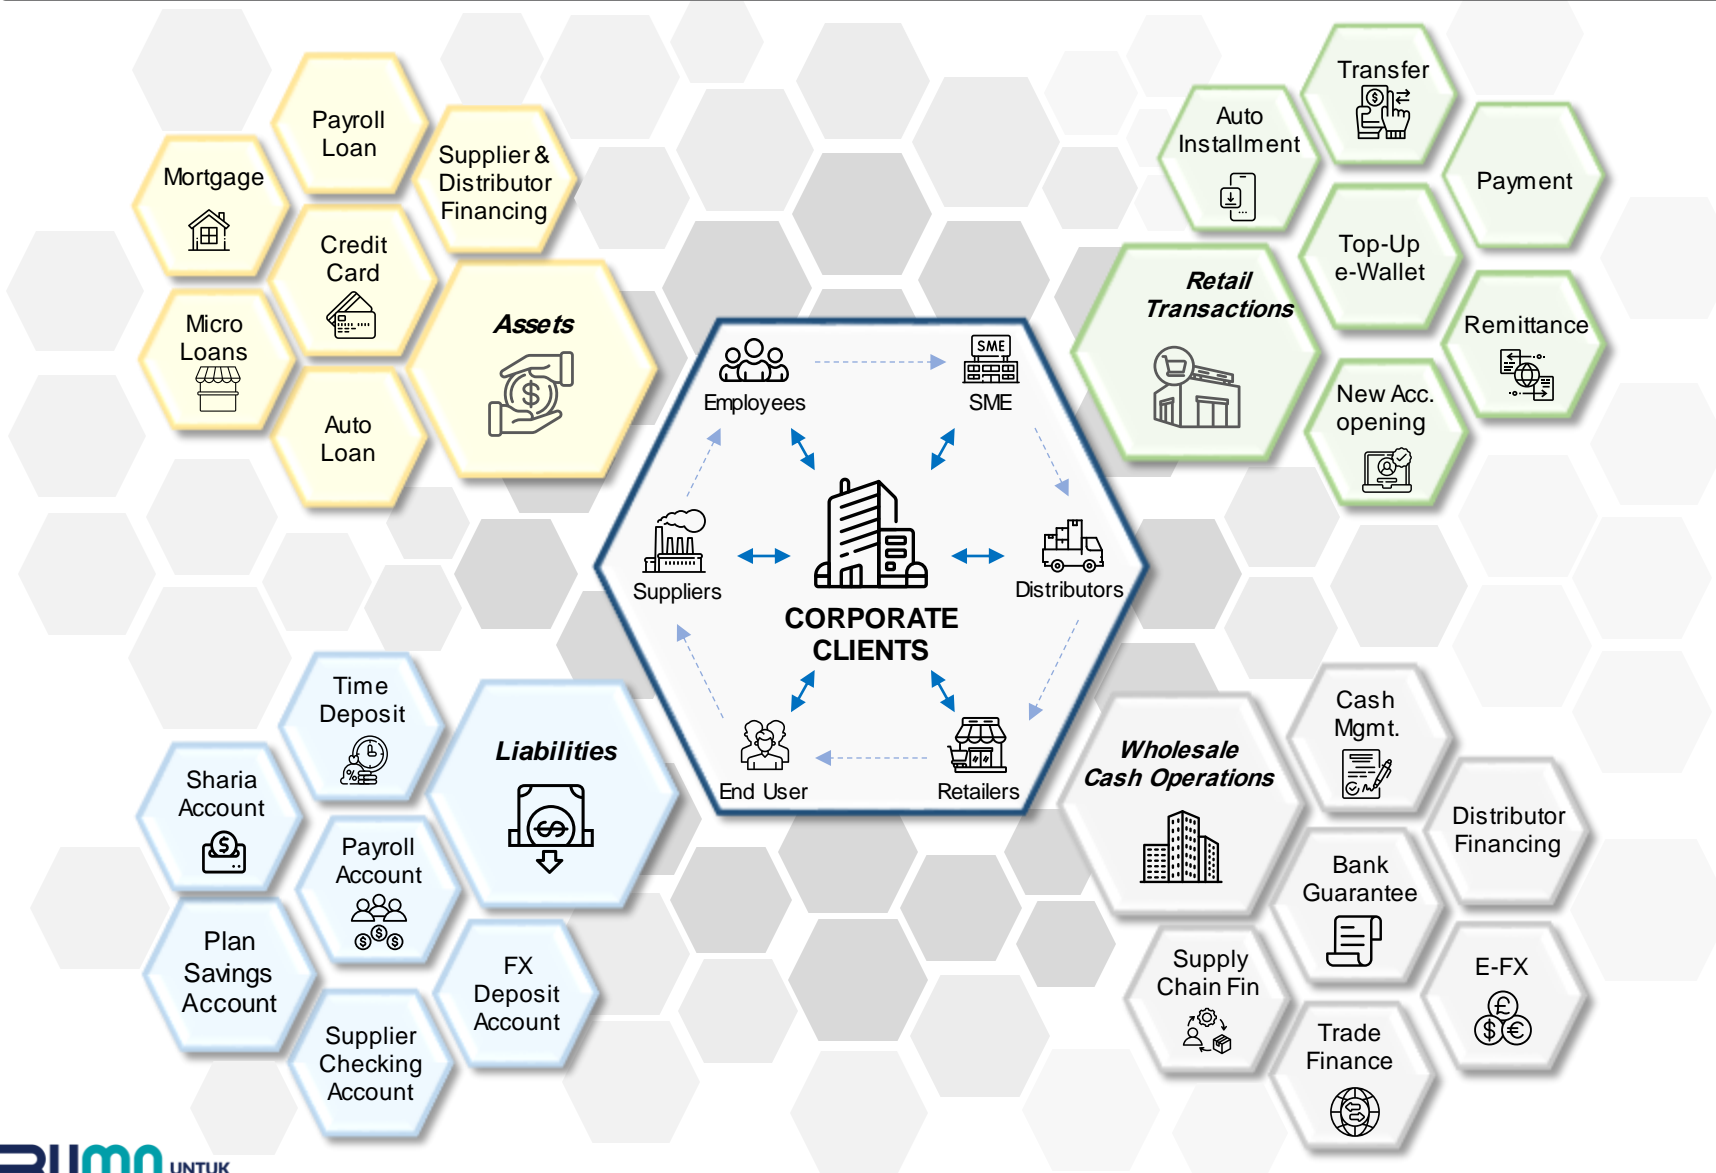 Payroll
Loan
Supplier &
Distributor
Financing
Mortgage
Credit
Card
Micro
Loans
Auto
Loan
Assets
Transfer
Auto
Installment
Payment
Top-Up
e-Wallet
Retail
Transactions
Remittance
New Acc.
opening
Employees
SME
SME
Suppliers
Distributors
CORPORATE
CLIENTS
End User
Retailers
Time
Deposit
Liabilities
Sharia
Account
Payroll
Account
Plan
Savings
Account
FX
Deposit
Account
Supplier
Checking
Account
Wholesale
Cash Operations
Cash
Mgmt.
Distributor
Financing
Bank
Guarantee
Supply
Chain Fin
E-FX
Trade
Finance
UNTUK